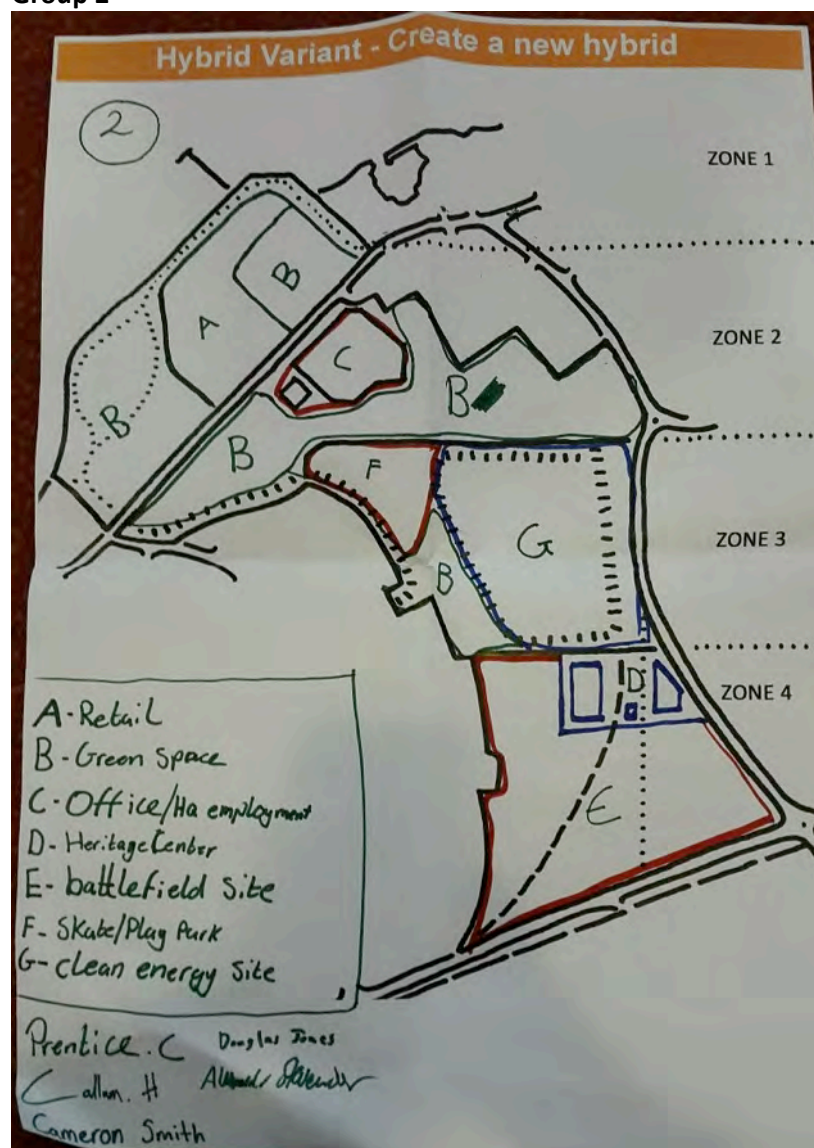 Group 2
Hybrid Variant - Create a new hybrid
2
ZONE 1
B
A
ZONE 2
C
B
B
B
F
G
ZONE 3
B
D
ZONE 4
E
A - Retail
B - Green Space
C - Office/Ha employment
D - Heritage Center
E - battlefield site
F - Skate/Play Park
G - clean energy site
Prentice. C Douglas Jones
Callum. H
Cameron Smith